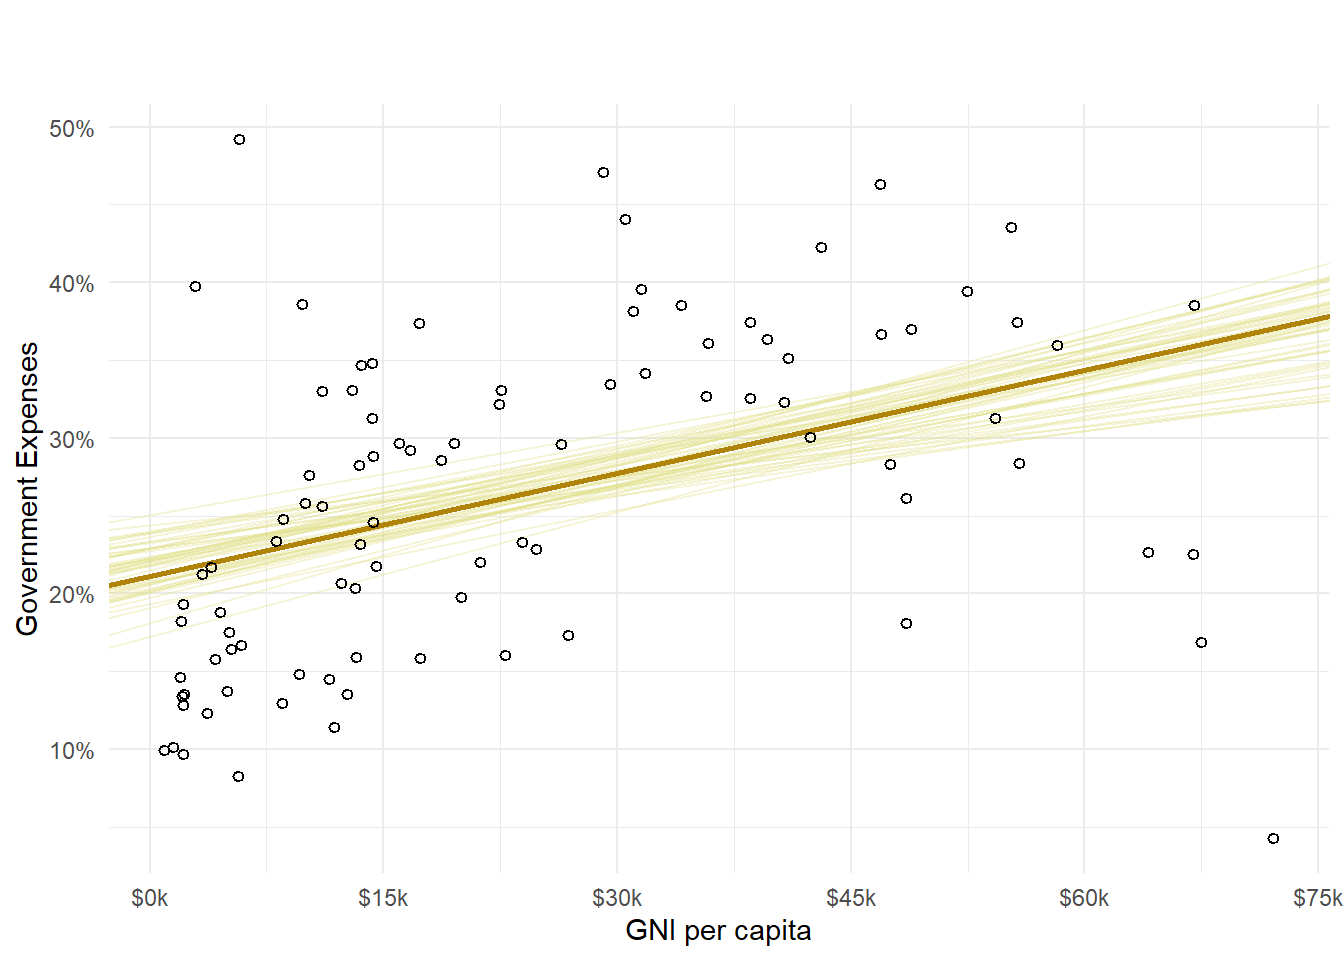 50%
40%
30%
20%
10%
Government Expenses
$0k $15k $30k $45k $60k $75k
GNI per capita